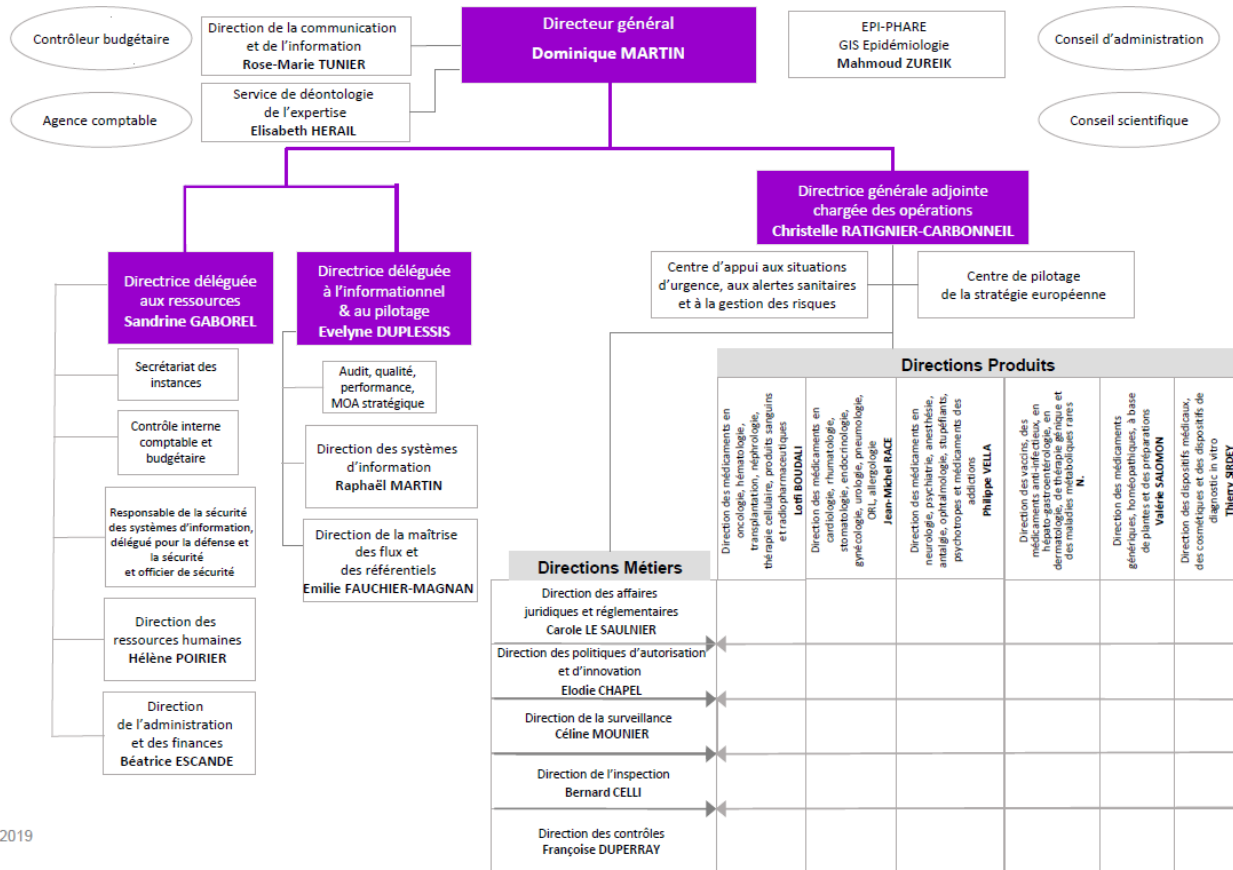 Contrôleur budgétaire
Direction de la communication
et de l'information
Rose-Marie TUNIER
Directeur général
Dominique MARTIN
EPI-PHARE
GIS Epidémiologie
Mahmoud ZUREIK
Conseil d'administration
Agence comptable
Service de déontologie
de l'expertise
Elisabeth HERAIL
Conseil scientifique
Directrice générale adjointe
chargée des opérations
Christelle RATIGNIER-CARBONNEIL
Directrice déléguée
aux ressources
Sandrine GABOREL
Directrice déléguée
à l'informationnel
& au pilotage
Evelyne DUPLESSIS
Centre d'appui aux situations
d'urgence, aux alertes sanitaires
et à la gestion des risques
Centre de pilotage
de la stratégie européenne
Secrétariat des
instances
Contrôle interne
comptable et
budgétaire
Responsable de la sécurité
des systèmes d'information,
délégué pour la défense et
la sécurité
et officier de sécurité
Direction des
ressources humaines
Hélène POIRIER
Direction
de l'administration
et des finances
Béatrice ESCANDE
Audit, qualité,
performance,
MOA stratégique
Direction des systèmes
d'information
Raphaël MARTIN
Direction de la maîtrise
des flux et
des référentiels
Emilie FAUCHIER-MAGNAN
Directions Produits
Direction des médicaments en
oncologie, hématologie,
transplantation, néphrologie,
thérapie cellulaire, produits sanguins
et radiopharmaceutiques
Lotfi BOUDALI
Direction des médicaments en
cardiologie, rhumatologie,
stomatologie, endocrinologie,
gynécologie, urologie, pneumologie,
ORL, allergologie
Jean-Michel RACE
Direction des médicaments en
neurologie, psychiatrie, anesthésie,
antalgie, ophtalmologie, stupéfiants,
psychotropes et médicaments des
addictions
Philippe VELLA
Direction des vaccins, des
médicaments anti-infectieux, en
hépato-gastroentérologie, en
dermatologie, de thérapie génique et
des maladies métaboliques rares
N.
Direction des médicaments
génériques, homéopathiques, à base
de plantes et des préparations
Valérie SALOMON
Direction des dispositifs médicaux,
des cosmétiques et des dispositifs de
diagnostic in vitro
Thierry SIRDEY
Directions Métiers
Direction des affaires
juridiques et réglementaires
Carole LE SAULNIER
Direction des politiques d'autorisation
et d'innovation
Elodie CHAPEL
Direction de la surveillance
Céline MOUNIER
Direction de l'inspection
Bernard CELLI
Direction des contrôles
Françoise DUPERRAY
2019